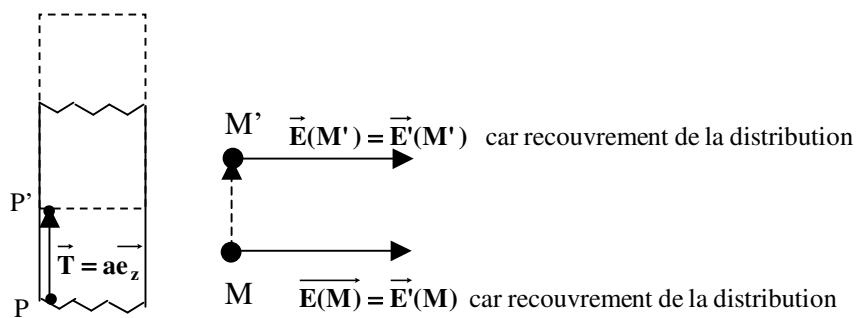 M' E(M') = E'(M') car recouvrement de la distribution
P'
T = ae_z
P M E(M) = E'(M) car recouvrement de la distribution